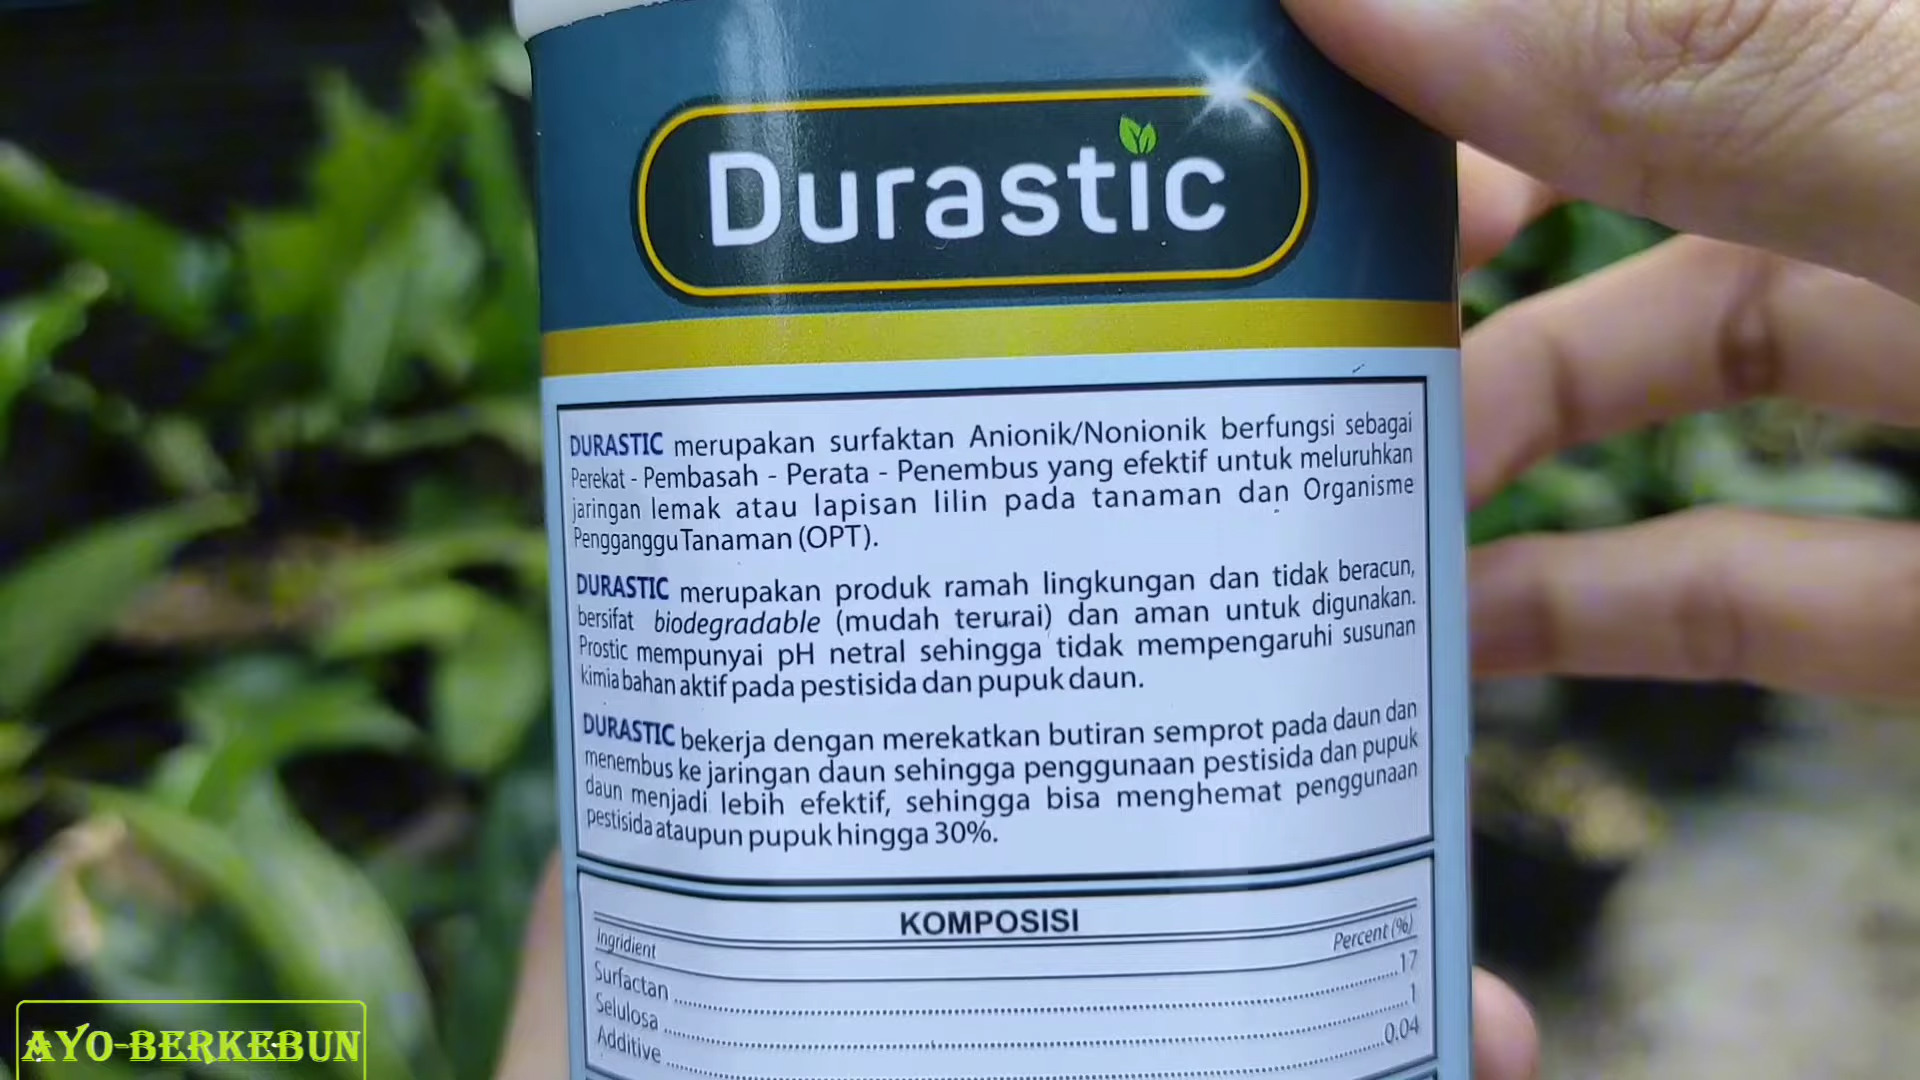 Durastic
DURASTIC merupakan surfaktan Anionik/Nonionik berfungsi sebagai
Perekat - Pembasah - Perata - Penembus yang efektif untuk meluruhkan
jaringan lemak atau lapisan lilin pada tanaman dan Organisme
Pengganggu Tanaman (OPT).
DURASTIC merupakan produk ramah lingkungan dan tidak beracun,
bersifat biodegradable (mudah terurai) dan aman untuk digunakan.
Prostic mempunyai pH netral sehingga tidak mempengaruhi susunan
kimia bahan aktif pada pestisida dan pupuk daun.
DURASTIC bekerja dengan merekatkan butiran semprot pada daun dan
menembus ke jaringan daun sehingga penggunaan pestisida dan pupuk
daun menjadi lebih efektif, sehingga bisa menghemat penggunaan
pestisida ataupun pupuk hingga 30%.
KOMPOSISI
Ingridient Percent (%)
Surfactan 17
Selulosa 1
Additive 0.04
AYO-BERKEBUN